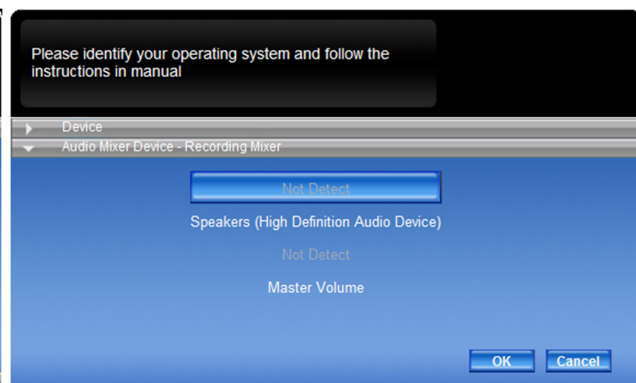 Please identify your operating system and follow the
instructions in manual
Device
Audio Mixer Device - Recording Mixer
Not Detect
Speakers (High Definition Audio Device)
Not Detect
Master Volume
OK Cancel